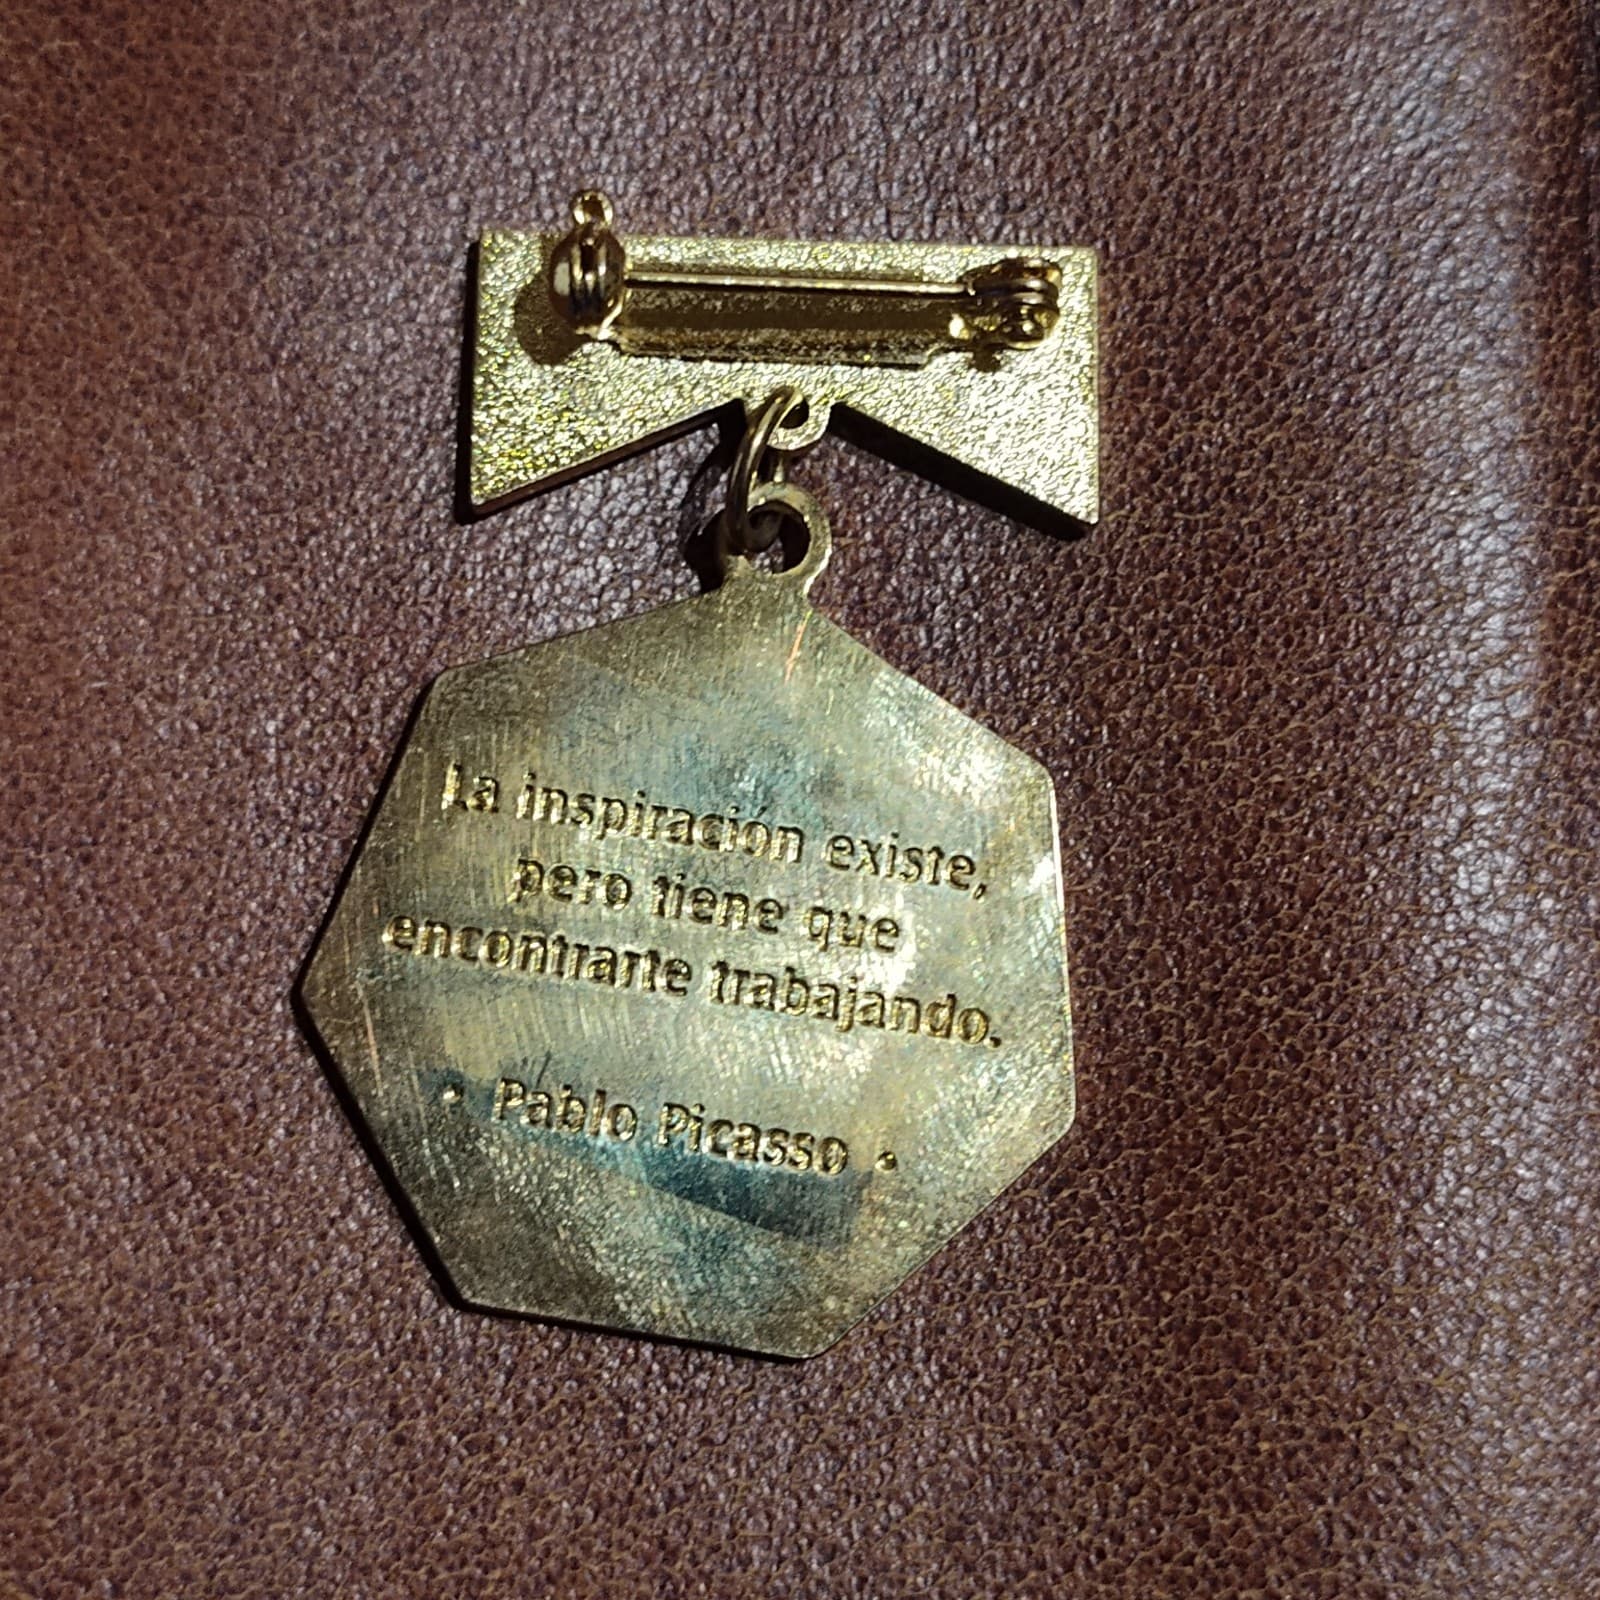 La inspiración existe,
pero tiene que
encontrarte trabajando.
• Pablo Picasso •